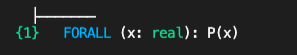 |-------
{1}   FORALL (x: real): P(x)